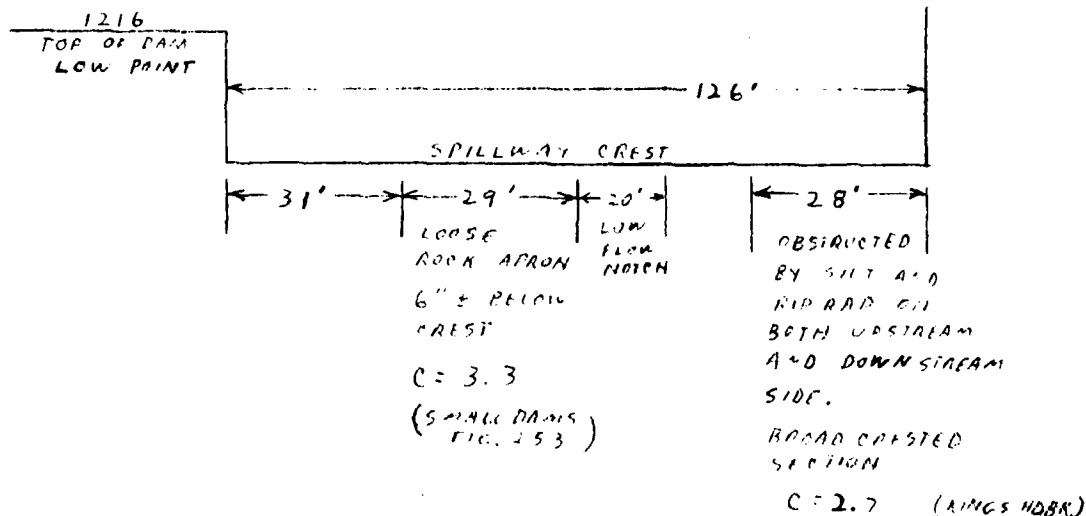 1216
TOP OF DAM
LOW POINT
126'
SPILLWAY CREST
31'
29'
20'
28'
LOOSE
ROCK APRON
6" ± BELOW
CREST
C = 3.3
(SMALL DAMS
FIG. 253)
LOW
FLOW
NOTCH
OBSTRUCTED
BY SILT AND
RIPRAP ON
BOTH UPSTREAM
AND DOWNSTREAM
SIDE.
BROAD CRESTED
SECTION
C = 2.7 (KINGS HDBK)